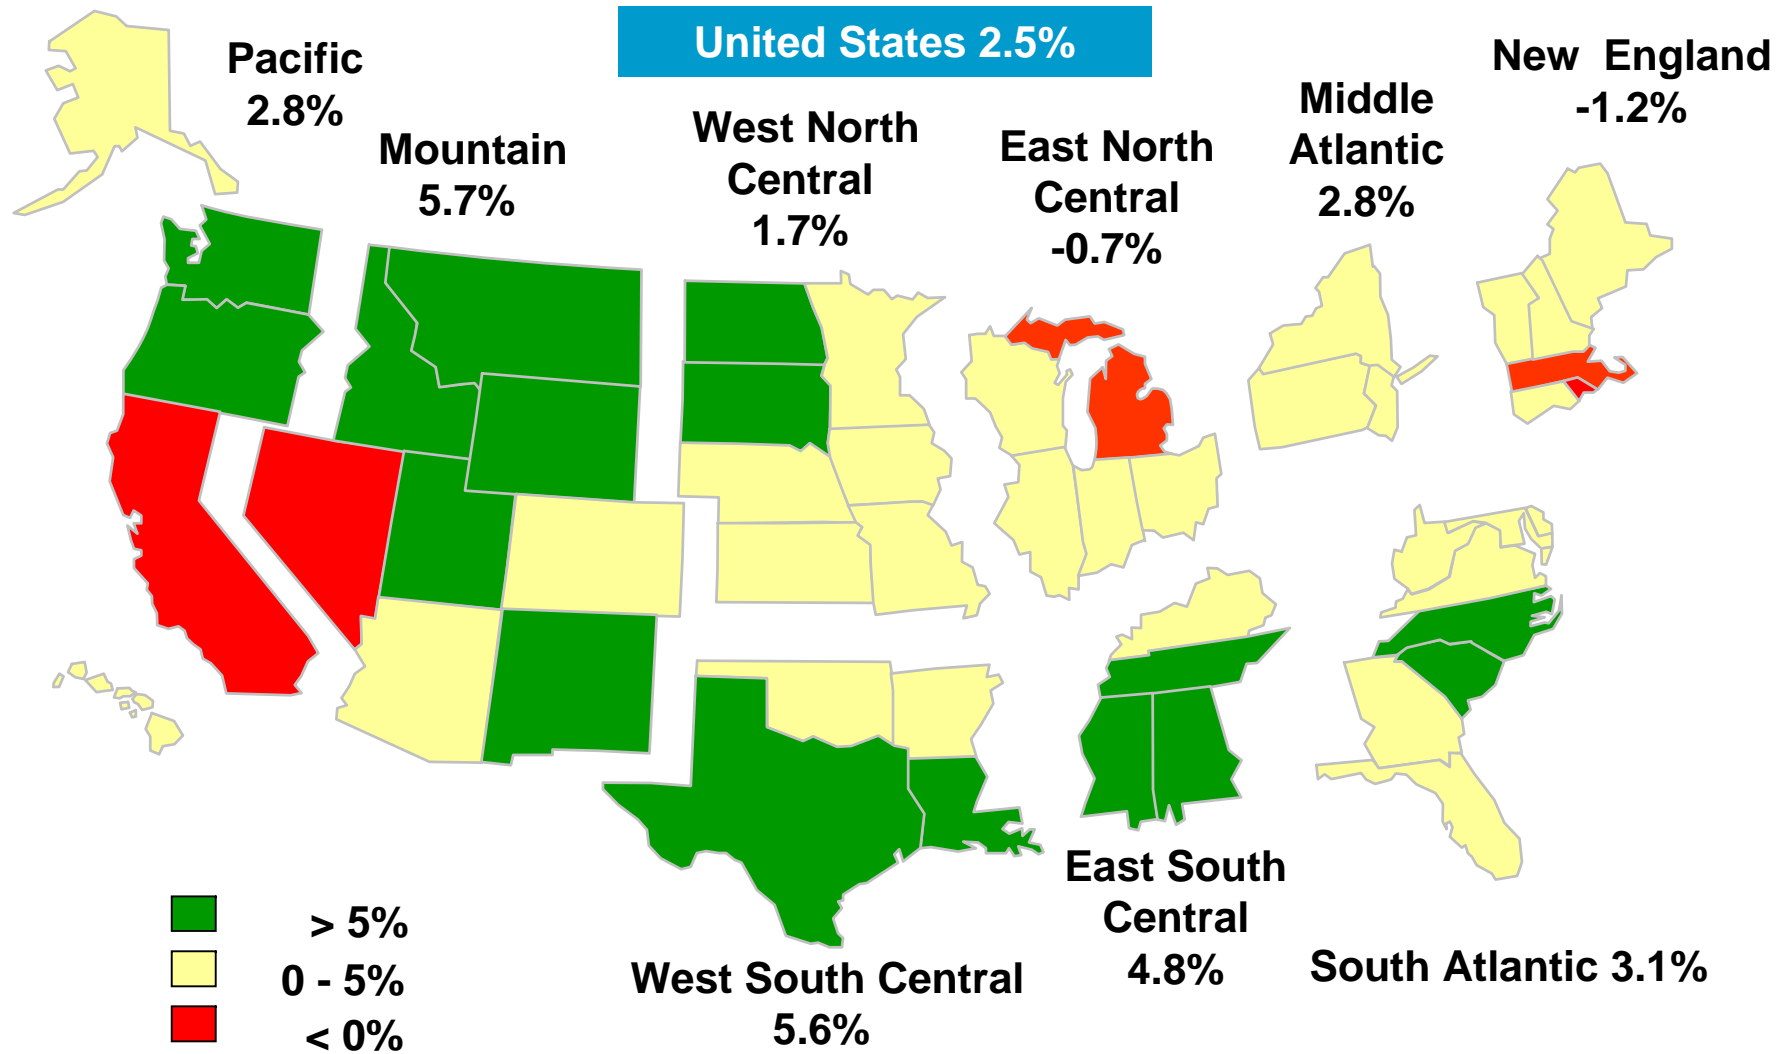 United States 2.5%
Pacific
2.8%
Mountain
5.7%
West North
Central
1.7%
East North
Central
-0.7%
Middle
Atlantic
2.8%
New England
-1.2%
> 5%
0 - 5%
< 0%
West South Central
5.6%
East South
Central
4.8%
South Atlantic 3.1%